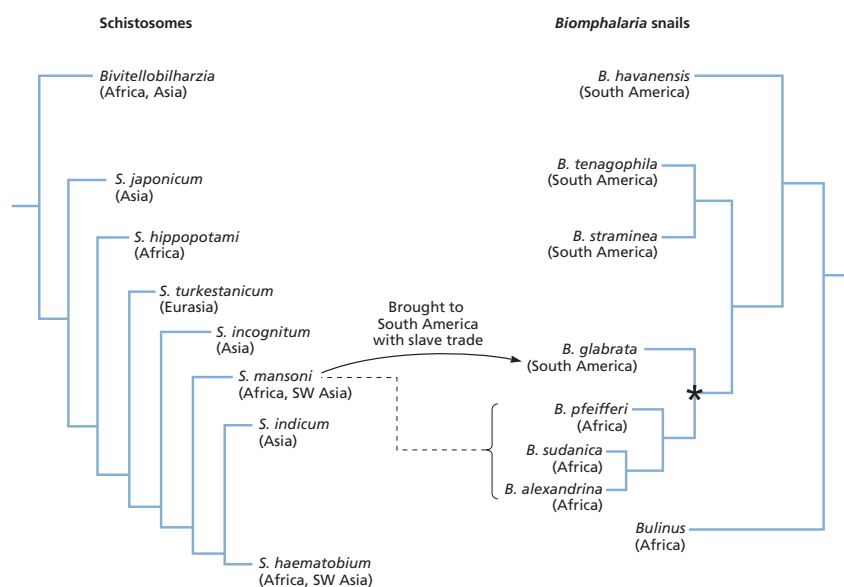 Schistosomes
Bivitellobilharzia
(Africa, Asia)
S. japonicum
(Asia)
S. hippopotami
(Africa)
S. turkestanicum
(Eurasia)
S. incognitum
(Asia)
S. mansoni
(Africa, SW Asia)
S. indicum
(Asia)
S. haematobium
(Africa, SW Asia)
Brought to
South America
with slave trade
Biomphalaria snails
B. havanensis
(South America)
B. tenagophila
(South America)
B. straminea
(South America)
B. glabrata
(South America)
*
B. pfeifferi
(Africa)
B. sudanica
(Africa)
B. alexandrina
(Africa)
Bulinus
(Africa)